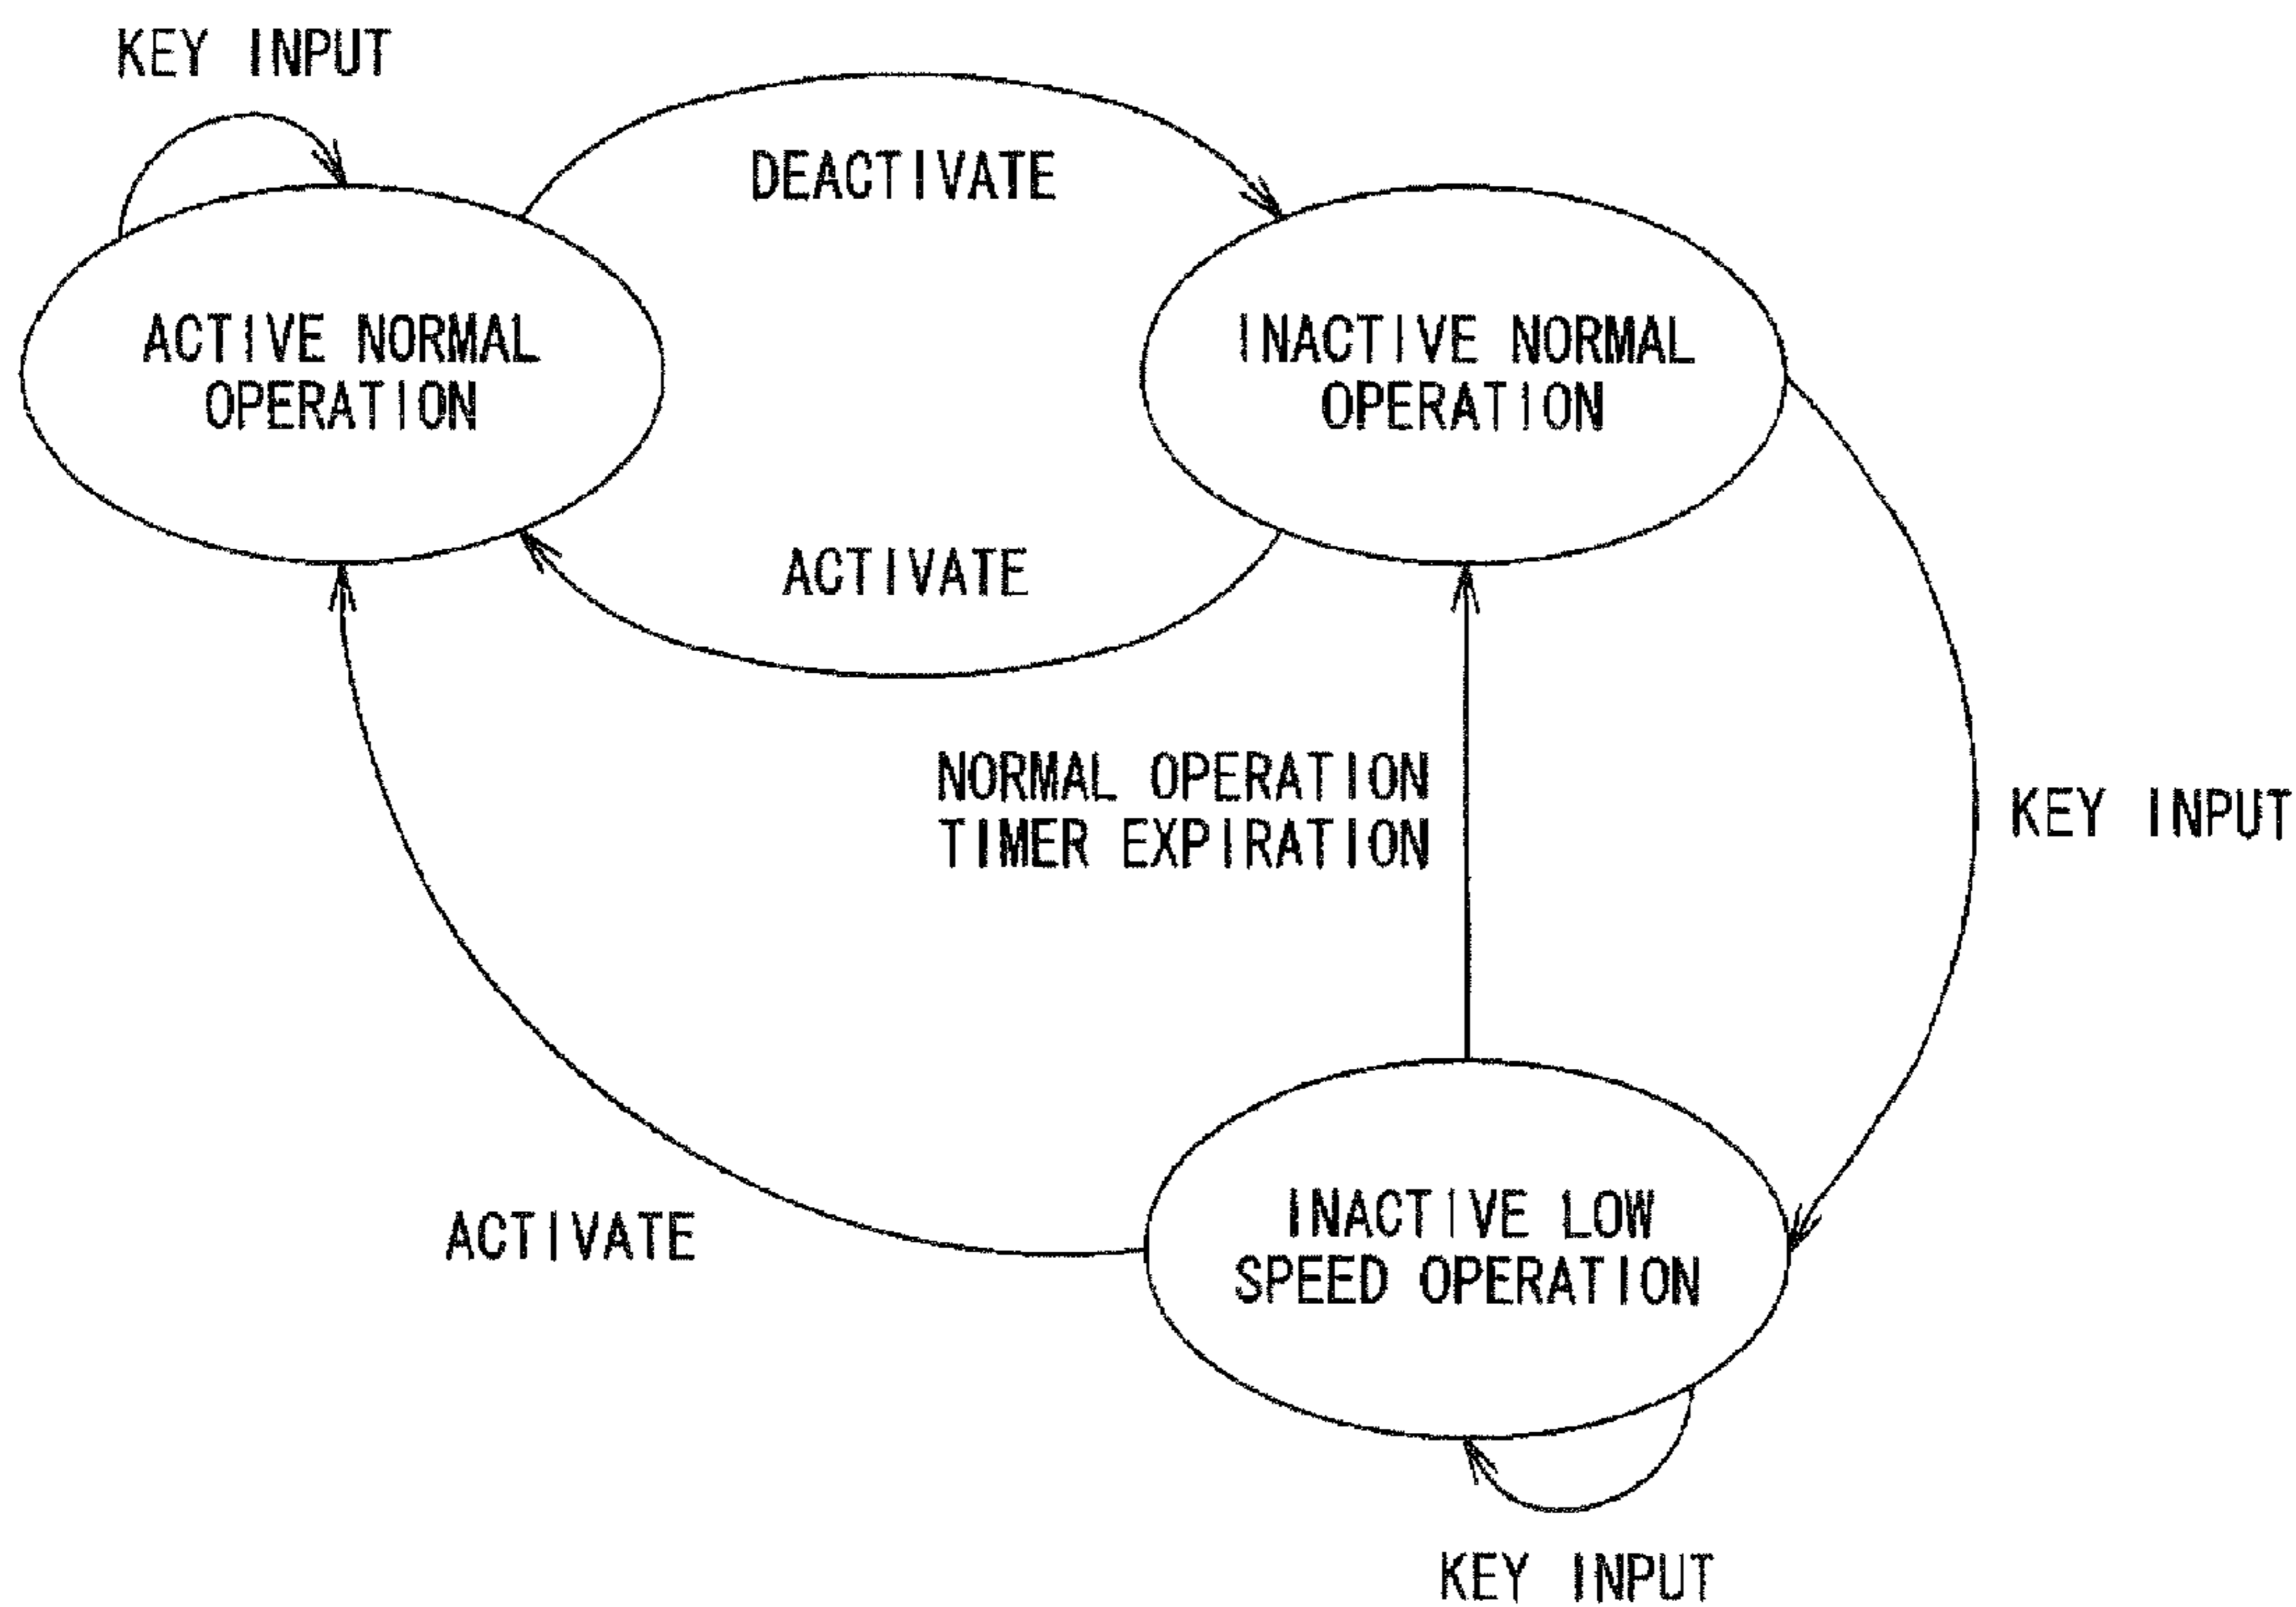 KEY INPUT
DEACTIVATE
ACTIVE NORMAL
OPERATION
INACTIVE NORMAL
OPERATION
ACTIVATE
NORMAL OPERATION
TIMER EXPIRATION
KEY INPUT
ACTIVATE
INACTIVE LOW
SPEED OPERATION
KEY INPUT